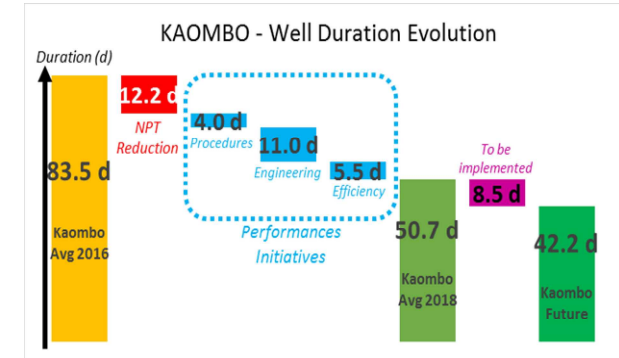 KAOMBO - Well Duration Evolution
Duration (d)
12.2 d
NPT
Reduction
4.0 d
Procedures
11.0 d
Engineering
5.5 d
Efficiency
Performances
Initiatives
83.5 d
Kaombo
Avg 2016
50.7 d
Kaombo
Avg 2018
To be
implemented
8.5 d
42.2 d
Kaombo
Future